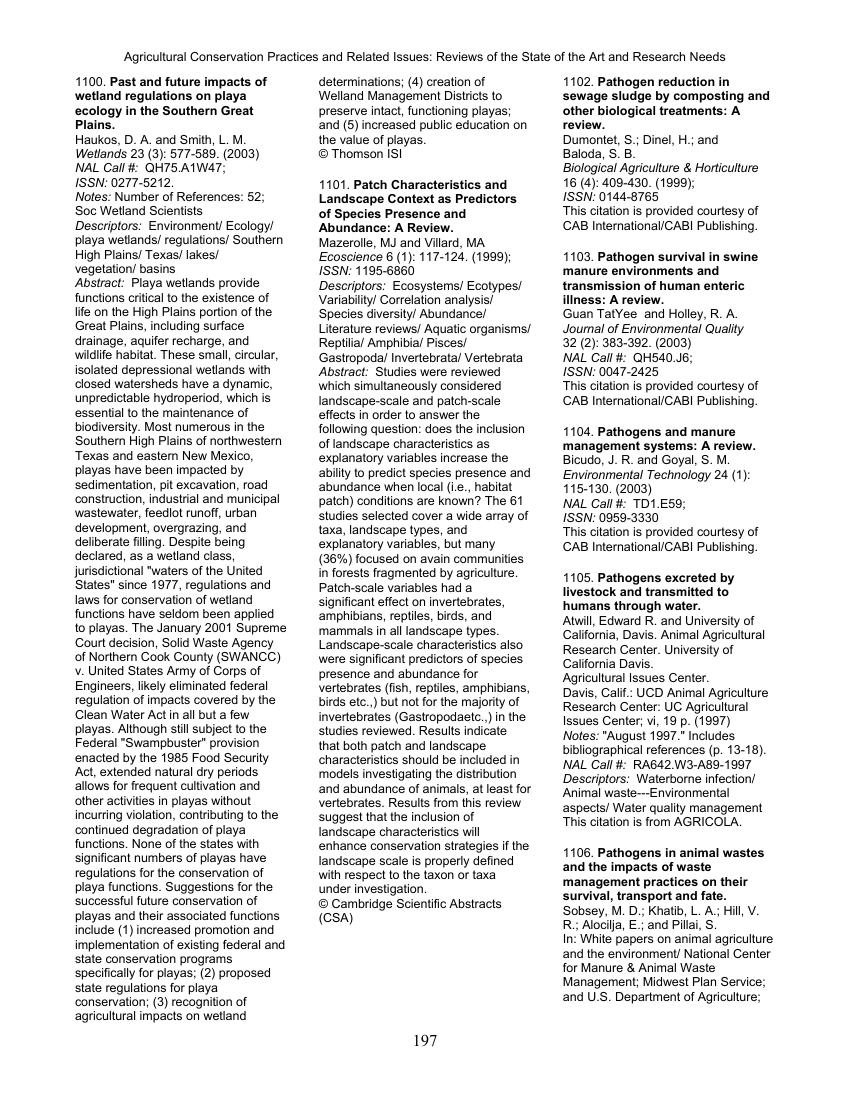 Agricultural Conservation Practices and Related Issues: Reviews of the State of the Art and Research Needs
1100. Past and future impacts of
wetland regulations on playa
ecology in the Southern Great
Plains.
Haukos, D. A. and Smith, L. M.
Wetlands 23 (3): 577-589. (2003)
NAL Call #: QH75.A1W47;
ISSN: 0277-5212.
Notes: Number of References: 52;
Soc Wetland Scientists
Descriptors: Environment/ Ecology/
playa wetlands/ regulations/ Southern
High Plains/ Texas/ lakes/
vegetation/ basins
Abstract: Playa wetlands provide
functions critical to the existence of
life on the High Plains portion of the
Great Plains, including surface
drainage, aquifer recharge, and
wildlife habitat. These small, circular,
isolated depressional wetlands with
closed watersheds have a dynamic,
unpredictable hydroperiod, which is
essential to the maintenance of
biodiversity. Most numerous in the
Southern High Plains of northwestern
Texas and eastern New Mexico,
playas have been impacted by
sedimentation, pit excavation, road
construction, industrial and municipal
wastewater, feedlot runoff, urban
development, overgrazing, and
deliberate filling. Despite being
declared, as a wetland class,
jurisdictional "waters of the United
States" since 1977, regulations and
laws for conservation of wetland
functions have seldom been applied
to playas. The January 2001 Supreme
Court decision, Solid Waste Agency
of Northern Cook County (SWANCC)
v. United States Army of Corps of
Engineers, likely eliminated federal
regulation of impacts covered by the
Clean Water Act in all but a few
playas. Although still subject to the
Federal "Swampbuster" provision
enacted by the 1985 Food Security
Act, extended natural dry periods
allows for frequent cultivation and
other activities in playas without
incurring violation, contributing to the
continued degradation of playa
functions. None of the states with
significant numbers of playas have
regulations for the conservation of
playa functions. Suggestions for the
successful future conservation of
playas and their associated functions
include (1) increased promotion and
implementation of existing federal and
state conservation programs
specifically for playas; (2) proposed
state regulations for playa
conservation; (3) recognition of
agricultural impacts on wetland
determinations; (4) creation of
Welland Management Districts to
preserve intact, functioning playas;
and (5) increased public education on
the value of playas.
© Thomson ISI
1101. Patch Characteristics and
Landscape Context as Predictors
of Species Presence and
Abundance: A Review.
Mazerolle, MJ and Villard, MA
Ecoscience 6 (1): 117-124. (1999);
ISSN: 1195-6860
Descriptors: Ecosystems/ Ecotypes/
Variability/ Correlation analysis/
Species diversity/ Abundance/
Literature reviews/ Aquatic organisms/
Reptilia/ Amphibia/ Pisces/
Gastropoda/ Invertebrata/ Vertebrata
Abstract: Studies were reviewed
which simultaneously considered
landscape-scale and patch-scale
effects in order to answer the
following question: does the inclusion
of landscape characteristics as
explanatory variables increase the
ability to predict species presence and
abundance when local (i.e., habitat
patch) conditions are known? The 61
studies selected cover a wide array of
taxa, landscape types, and
explanatory variables, but many
(36%) focused on avain communities
in forests fragmented by agriculture.
Patch-scale variables had a
significant effect on invertebrates,
amphibians, reptiles, birds, and
mammals in all landscape types.
Landscape-scale characteristics also
were significant predictors of species
presence and abundance for
vertebrates (fish, reptiles, amphibians,
birds etc.,) but not for the majority of
invertebrates (Gastropodaetc.,) in the
studies reviewed. Results indicate
that both patch and landscape
characteristics should be included in
models investigating the distribution
and abundance of animals, at least for
vertebrates. Results from this review
suggest that the inclusion of
landscape characteristics will
enhance conservation strategies if the
landscape scale is properly defined
with respect to the taxon or taxa
under investigation.
© Cambridge Scientific Abstracts
(CSA)
1102. Pathogen reduction in
sewage sludge by composting and
other biological treatments: A
review.
Dumontet, S.; Dinel, H.; and
Baloda, S. B.
Biological Agriculture & Horticulture
16 (4): 409-430. (1999);
ISSN: 0144-8765
This citation is provided courtesy of
CAB International/CABI Publishing.
1103. Pathogen survival in swine
manure environments and
transmission of human enteric
illness: A review.
Guan TatYee and Holley, R. A.
Journal of Environmental Quality
32 (2): 383-392. (2003)
NAL Call #: QH540.J6;
ISSN: 0047-2425
This citation is provided courtesy of
CAB International/CABI Publishing.
1104. Pathogens and manure
management systems: A review.
Bicudo, J. R. and Goyal, S. M.
Environmental Technology 24 (1):
115-130. (2003)
NAL Call #: TD1.E59;
ISSN: 0959-3330
This citation is provided courtesy of
CAB International/CABI Publishing.
1105. Pathogens excreted by
livestock and transmitted to
humans through water.
Atwill, Edward R. and University of
California, Davis. Animal Agricultural
Research Center. University of
California Davis.
Agricultural Issues Center.
Davis, Calif.: UCD Animal Agriculture
Research Center: UC Agricultural
Issues Center; vi, 19 p. (1997)
Notes: "August 1997." Includes
bibliographical references (p. 13-18).
NAL Call #: RA642.W3-A89-1997
Descriptors: Waterborne infection/
Animal waste---Environmental
aspects/ Water quality management
This citation is from AGRICOLA.
1106. Pathogens in animal wastes
and the impacts of waste
management practices on their
survival, transport and fate.
Sobsey, M. D.; Khatib, L. A.; Hill, V.
R.; Alocilja, E.; and Pillai, S.
In: White papers on animal agriculture
and the environment/ National Center
for Manure & Animal Waste
Management; Midwest Plan Service;
and U.S. Department of Agriculture;
197